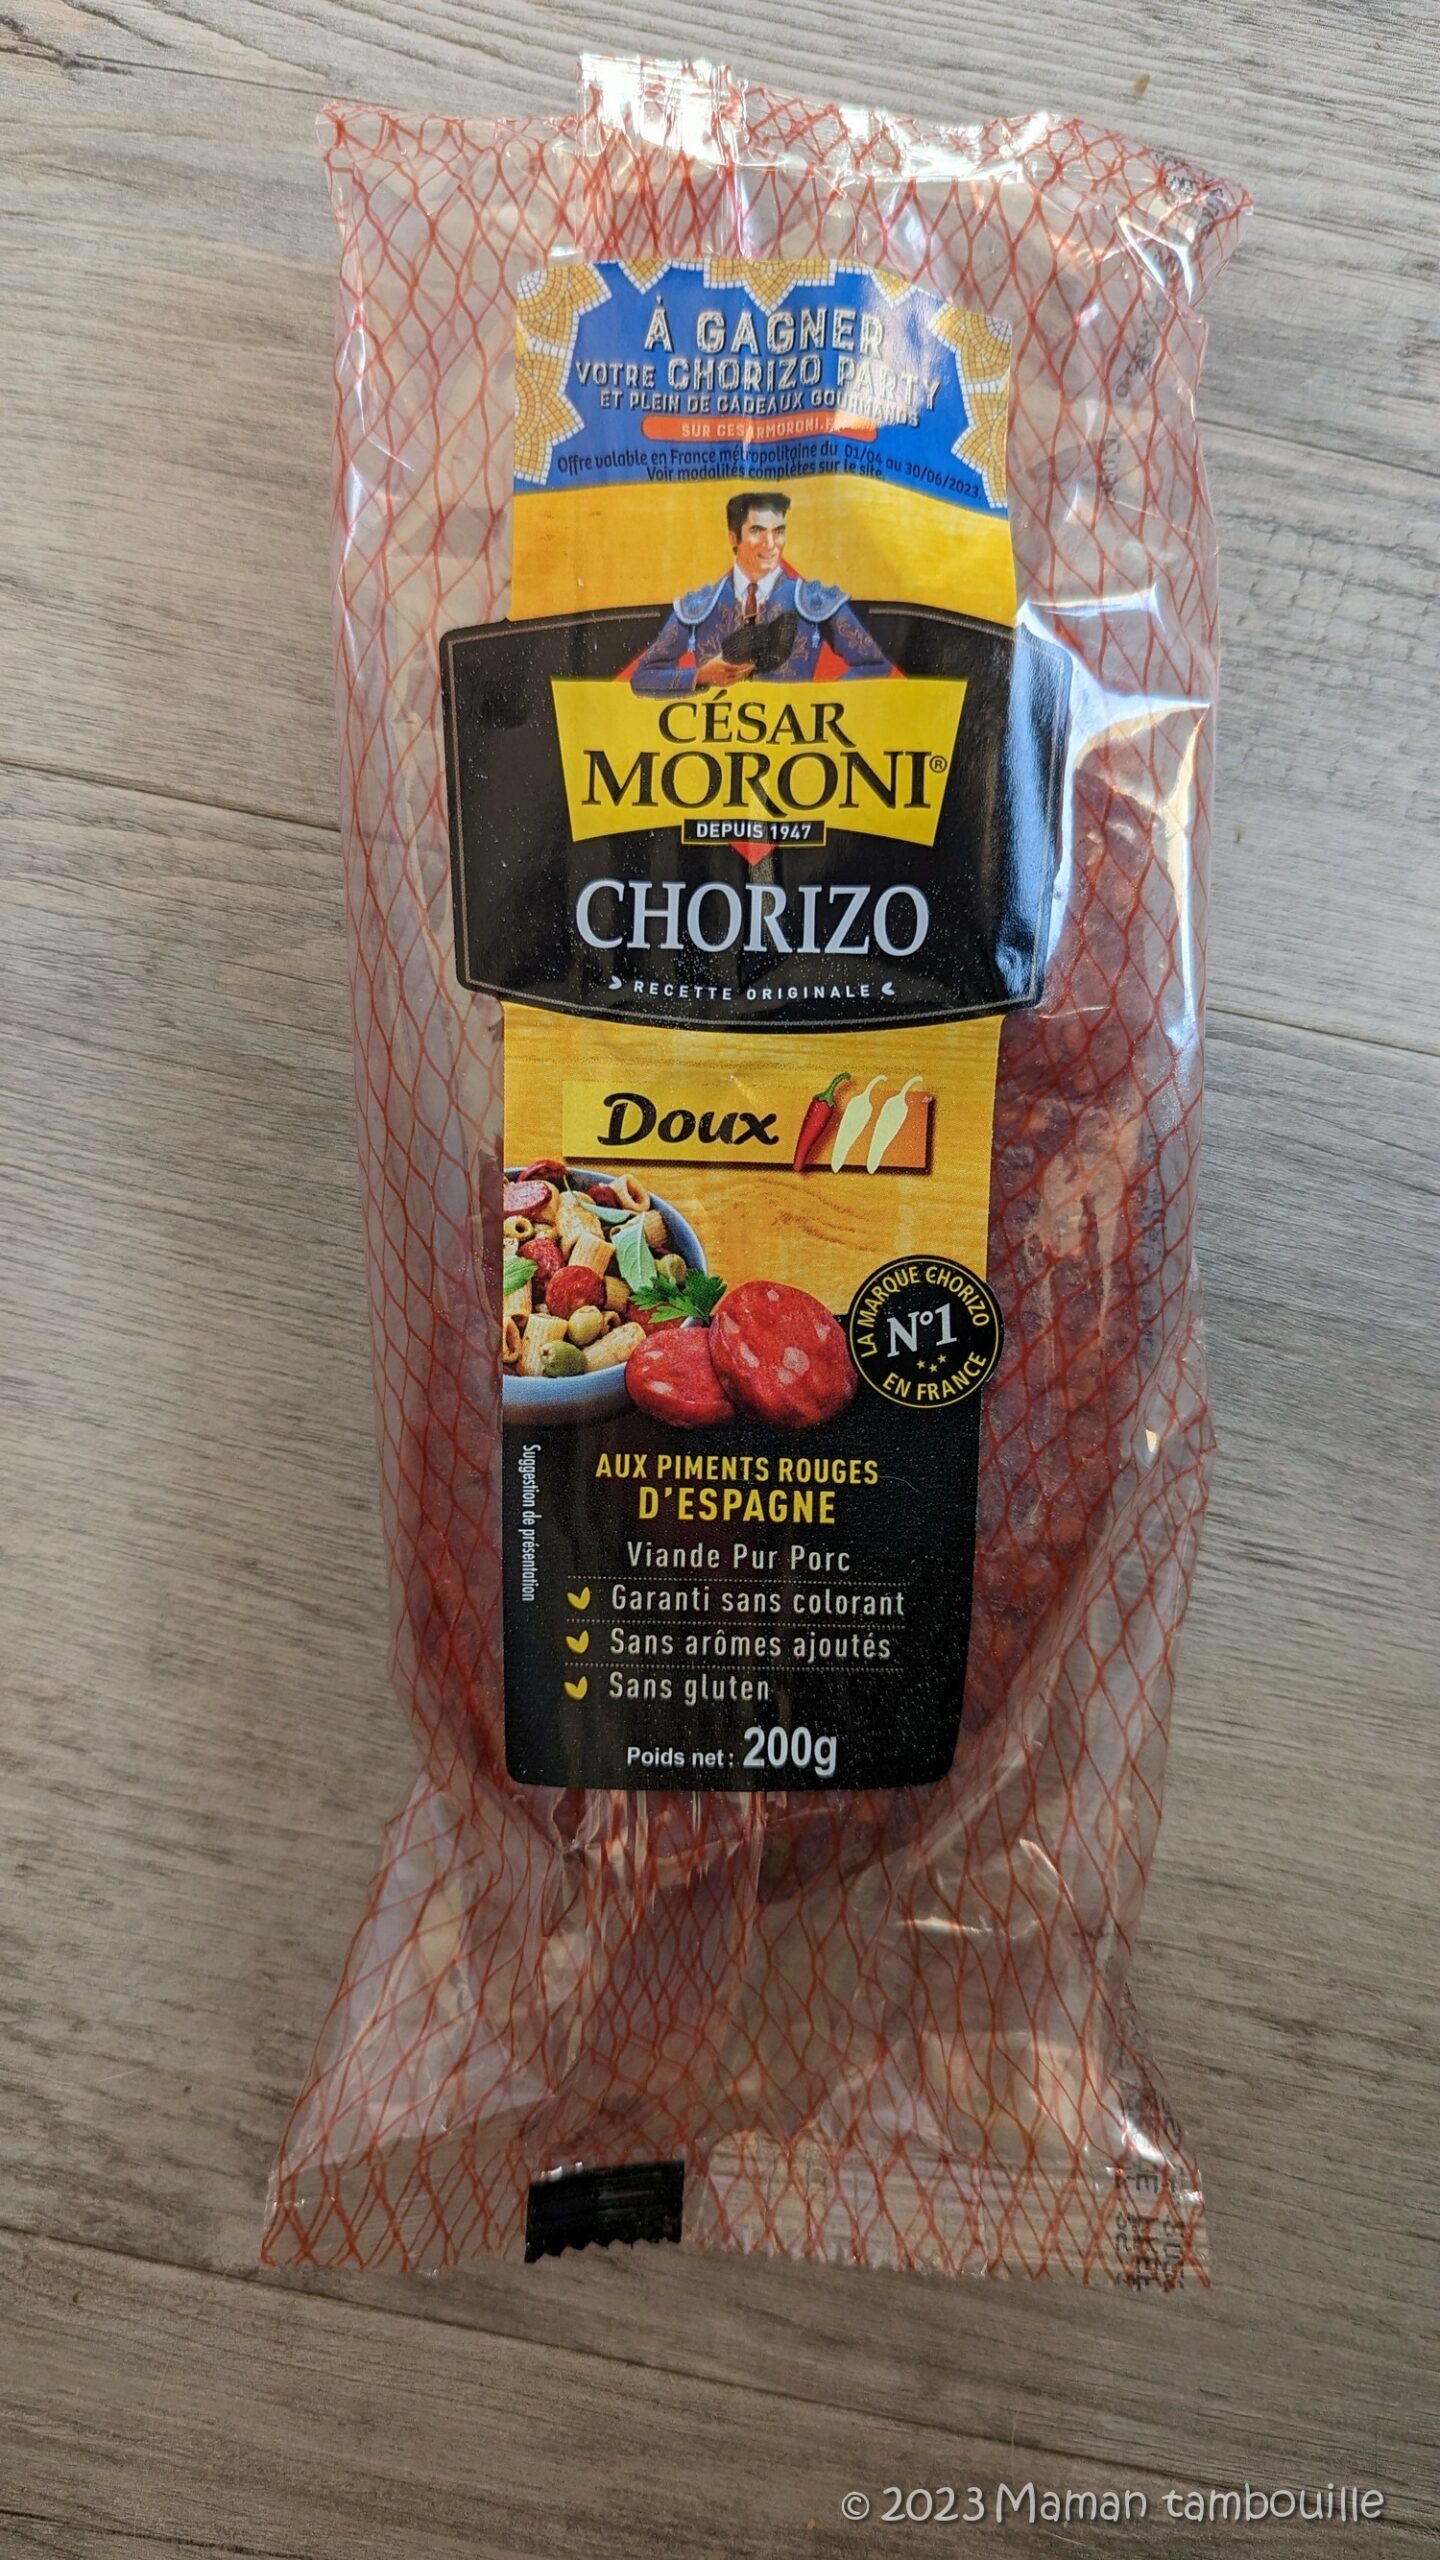 À GAGNER
VOTRE CHORIZO PARTY
ET PLEIN DE CADEAUX GOURMANDS
SUR CESARMORONI.FR
Offre valable en France métropolitaine du 01/04 au 30/06/2023.
Voir modalités complètes sur le site.
CÉSAR
MORONI®
DEPUIS 1947
CHORIZO
RECETTE ORIGINALE
Doux
LA MARQUE CHORIZO
N°1
EN FRANCE
Suggestion de présentation
AUX PIMENTS ROUGES
D'ESPAGNE
Viande Pur Porc
Garanti sans colorant
Sans arômes ajoutés
Sans gluten
Poids net : 200g
© 2023 Maman tambouille